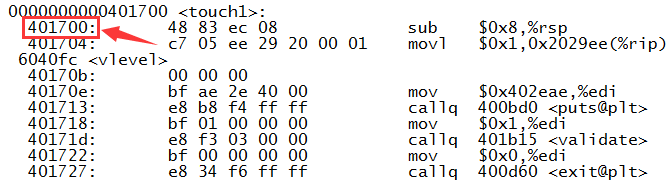 0000000000401700 <touch1>:
401700: 48 83 ec 08 sub $0x8,%rsp
401704: c7 05 ee 29 20 00 01 movl $0x1,0x2029ee(%rip)
6040fc <vlevel>
40170b: 00 00 00
40170e: bf ae 2e 40 00 mov $0x402eae,%edi
401713: e8 b8 f4 ff ff callq 400bd0 <puts@plt>
401718: bf 01 00 00 00 mov $0x1,%edi
40171d: e8 f3 03 00 00 callq 401b15 <validate>
401722: bf 00 00 00 00 mov $0x0,%edi
401727: e8 34 f6 ff ff callq 400d60 <exit@plt>